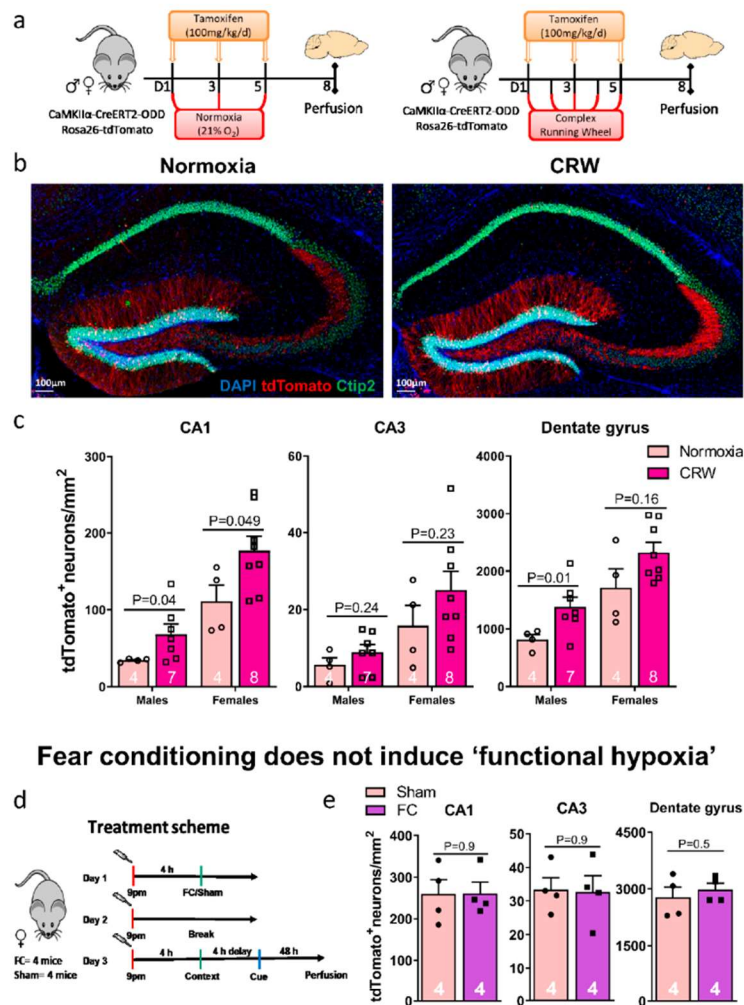 a
Tamoxifen
(100mg/kg/d)
D1 3 5 8
Normoxia
(21% O2)
Perfusion
♂ ♀
CaMKIIα-CreERT2-ODD
Rosa26-tdTomato
Tamoxifen
(100mg/kg/d)
D1 3 5 8
Complex
Running Wheel
Perfusion
♂ ♀
CaMKIIα-CreERT2-ODD
Rosa26-tdTomato
b
Normoxia
CRW
100µm
DAPI tdTomato Ctip2
100µm
c
tdTomato+neurons/mm2
CA1
300
200
100
0
P=0.04
P=0.049
4 7 4 8
Males Females
CA3
60
40
20
0
P=0.24
P=0.23
4 7 4 8
Males Females
Dentate gyrus
4000
3000
2000
1000
0
P=0.01
P=0.16
4 7 4 8
Males Females
Normoxia
CRW
Fear conditioning does not induce ‘functional hypoxia’
d
Treatment scheme
♀
FC= 4 mice
Sham= 4 mice
Day 1 4 h
9pm FC/Sham
Day 2
9pm Break
Day 3 4 h 4 h delay 48 h
9pm Context Cue Perfusion
e
Sham
FC
tdTomato+neurons/mm2
CA1
400
300
200
100
0
P=0.9
4 4
CA3
50
40
30
20
10
0
P=0.9
4 4
Dentate gyrus
4500
3000
1500
0
P=0.5
4 4